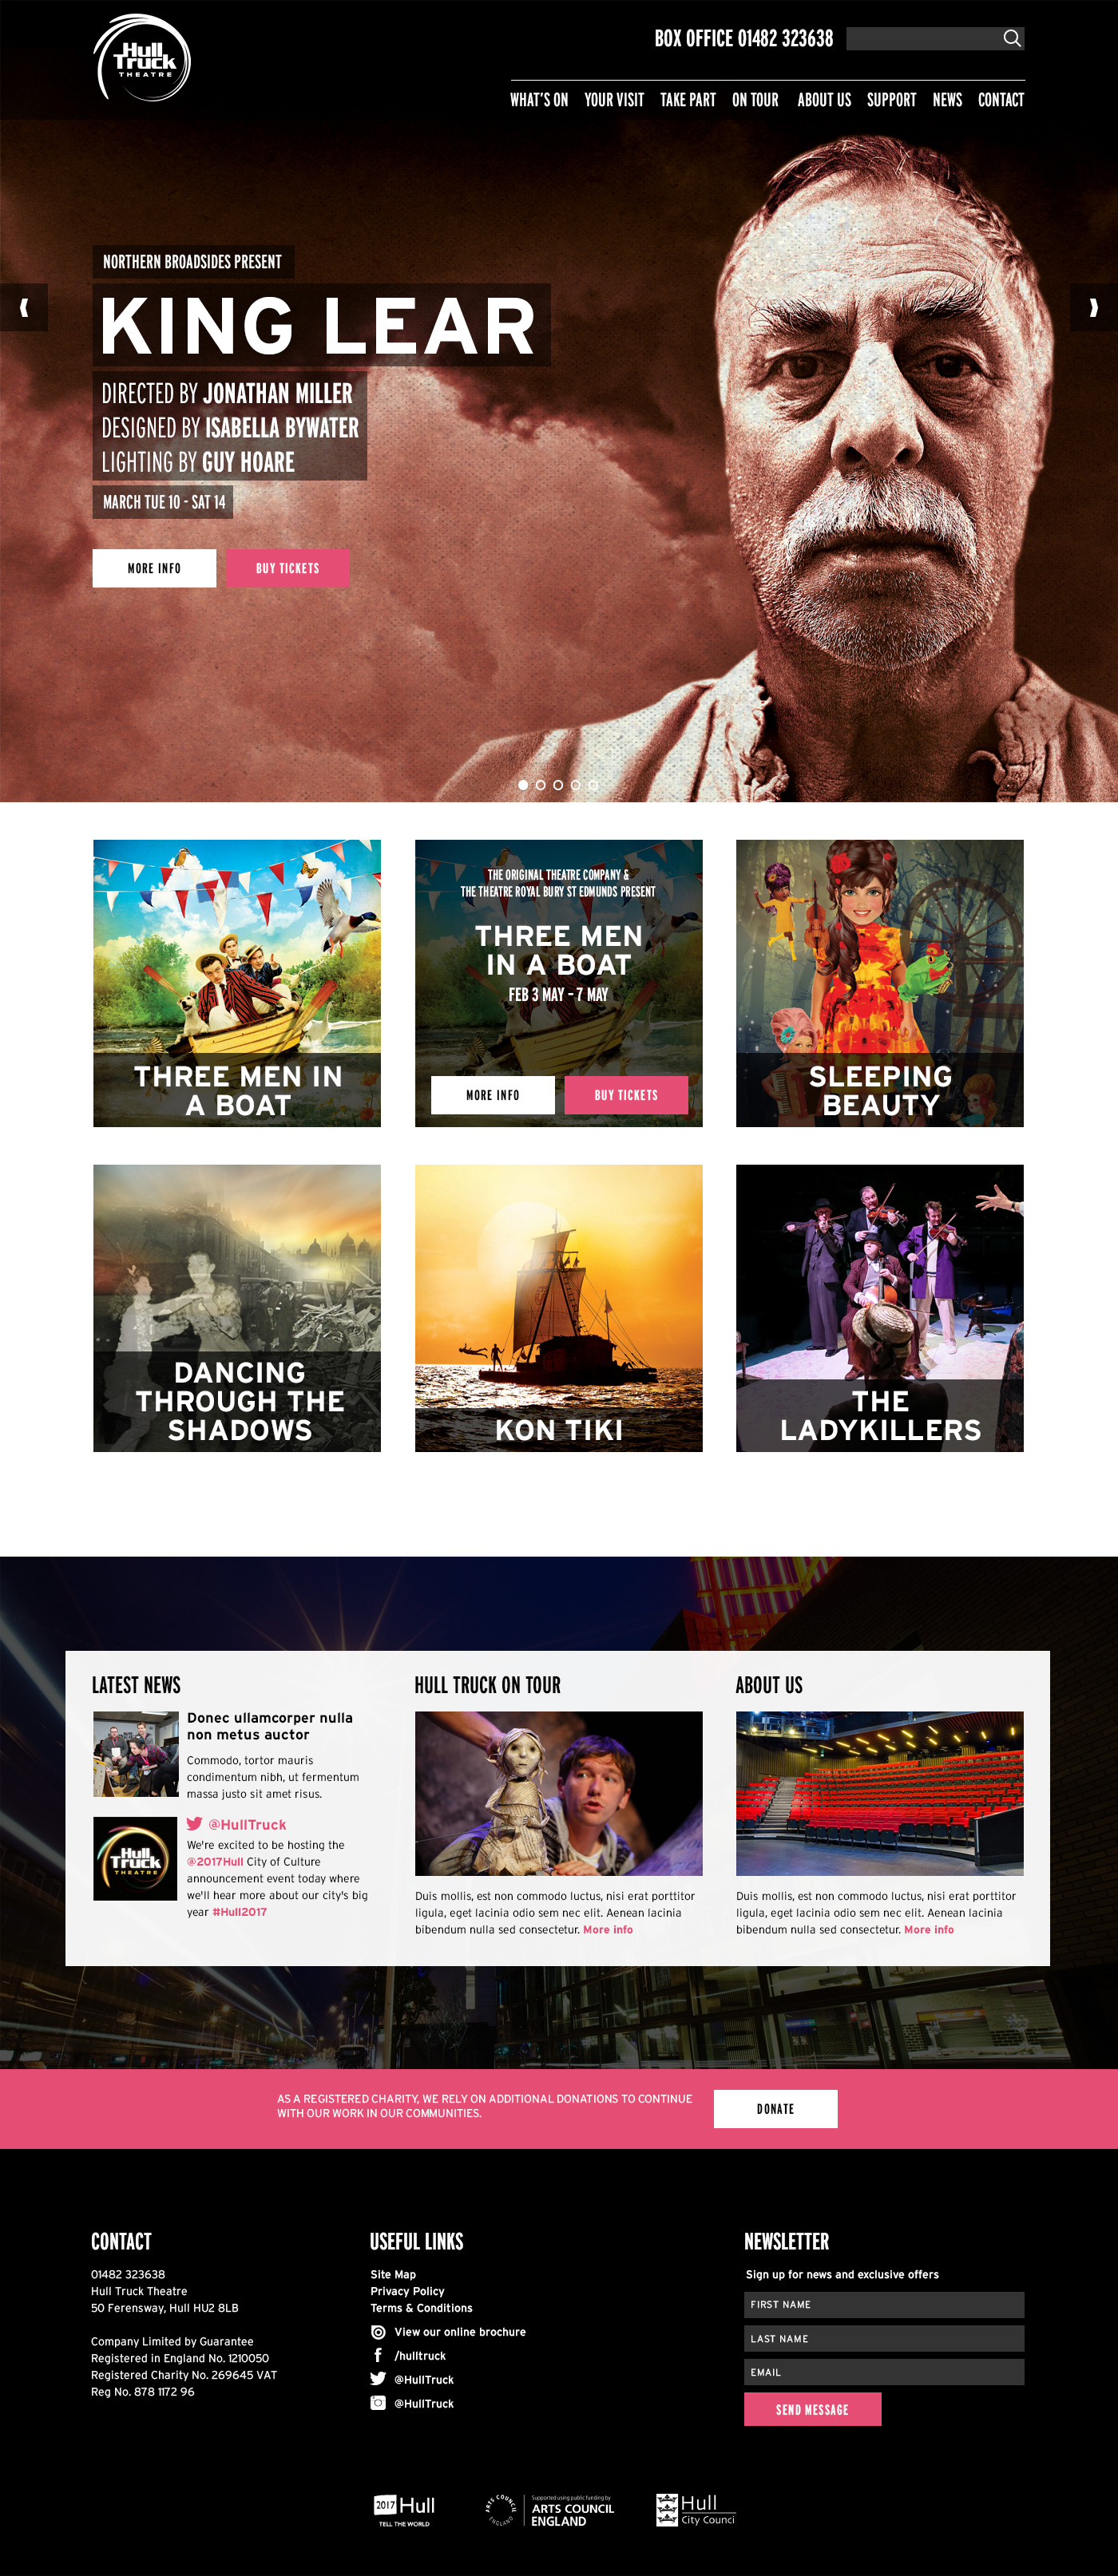 Hull
Truck
THEATRE
BOX OFFICE 01482 323638
WHAT'S ON YOUR VISIT TAKE PART ON TOUR ABOUT US SUPPORT NEWS CONTACT
NORTHERN BROADSIDES PRESENT
KING LEAR
DIRECTED BY JONATHAN MILLER
DESIGNED BY ISABELLA BYWATER
LIGHTING BY GUY HOARE
MARCH TUE 10 - SAT 14
MORE INFO BUY TICKETS
THREE MEN IN
A BOAT
THE ORIGINAL THEATRE COMPANY &
THE THEATRE ROYAL BURY ST EDMUNDS PRESENT
THREE MEN
IN A BOAT
FEB 3 MAY - 7 MAY
MORE INFO BUY TICKETS
SLEEPING
BEAUTY
DANCING
THROUGH THE
SHADOWS
KON TIKI
THE
LADYKILLERS
LATEST NEWS
Donec ullamcorper nulla
non metus auctor
Commodo, tortor mauris
condimentum nibh, ut fermentum
massa justo sit amet risus.
Hull
Truck
THEATRE
@HullTruck
We're excited to be hosting the
@2017Hull City of Culture
announcement event today where
we'll hear more about our city's big
year #Hull2017
HULL TRUCK ON TOUR
Duis mollis, est non commodo luctus, nisi erat porttitor
ligula, eget lacinia odio sem nec elit. Aenean lacinia
bibendum nulla sed consectetur. More info
ABOUT US
Duis mollis, est non commodo luctus, nisi erat porttitor
ligula, eget lacinia odio sem nec elit. Aenean lacinia
bibendum nulla sed consectetur. More info
AS A REGISTERED CHARITY, WE RELY ON ADDITIONAL DONATIONS TO CONTINUE
WITH OUR WORK IN OUR COMMUNITIES.
DONATE
CONTACT
01482 323638
Hull Truck Theatre
50 Ferensway, Hull HU2 8LB
Company Limited by Guarantee
Registered in England No. 1210050
Registered Charity No. 269645 VAT
Reg No. 878 1172 96
USEFUL LINKS
Site Map
Privacy Policy
Terms & Conditions
View our online brochure
/hulltruck
@HullTruck
@HullTruck
NEWSLETTER
Sign up for news and exclusive offers
FIRST NAME
LAST NAME
EMAIL
SEND MESSAGE
2017 Hull
TELL THE WORLD
ARTS COUNCIL
ENGLAND
Supported using public funding by
ARTS COUNCIL
ENGLAND
Hull
City Counci